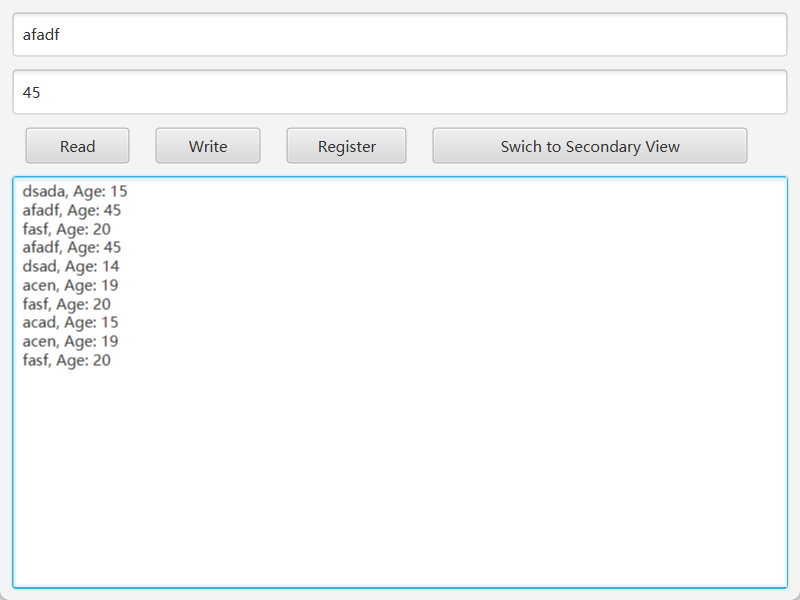 afadf
45
Read Write Register Swich to Secondary View
dsada, Age: 15
afadf, Age: 45
fasf, Age: 20
afadf, Age: 45
dsad, Age: 14
acen, Age: 19
fasf, Age: 20
acad, Age: 15
acen, Age: 19
fasf, Age: 20